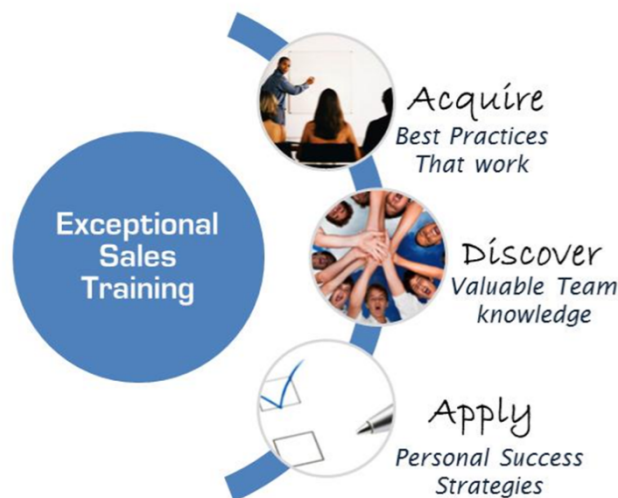 Exceptional
Sales
Training
Acquire
Best Practices
That work
Discover
Valuable Team
knowledge
Apply
Personal Success
Strategies